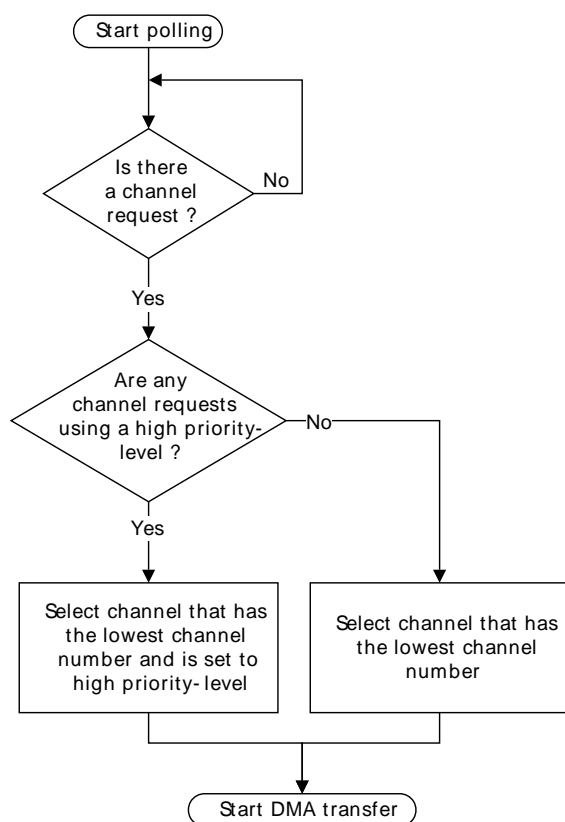 Start polling
Is there
a channel
request ?
No
Yes
Are any
channel requests
using a high priority-
level ?
No
Yes
Select channel that has
the lowest channel
number and is set to
high priority- level
Select channel that has
the lowest channel
number
Start DMA transfer